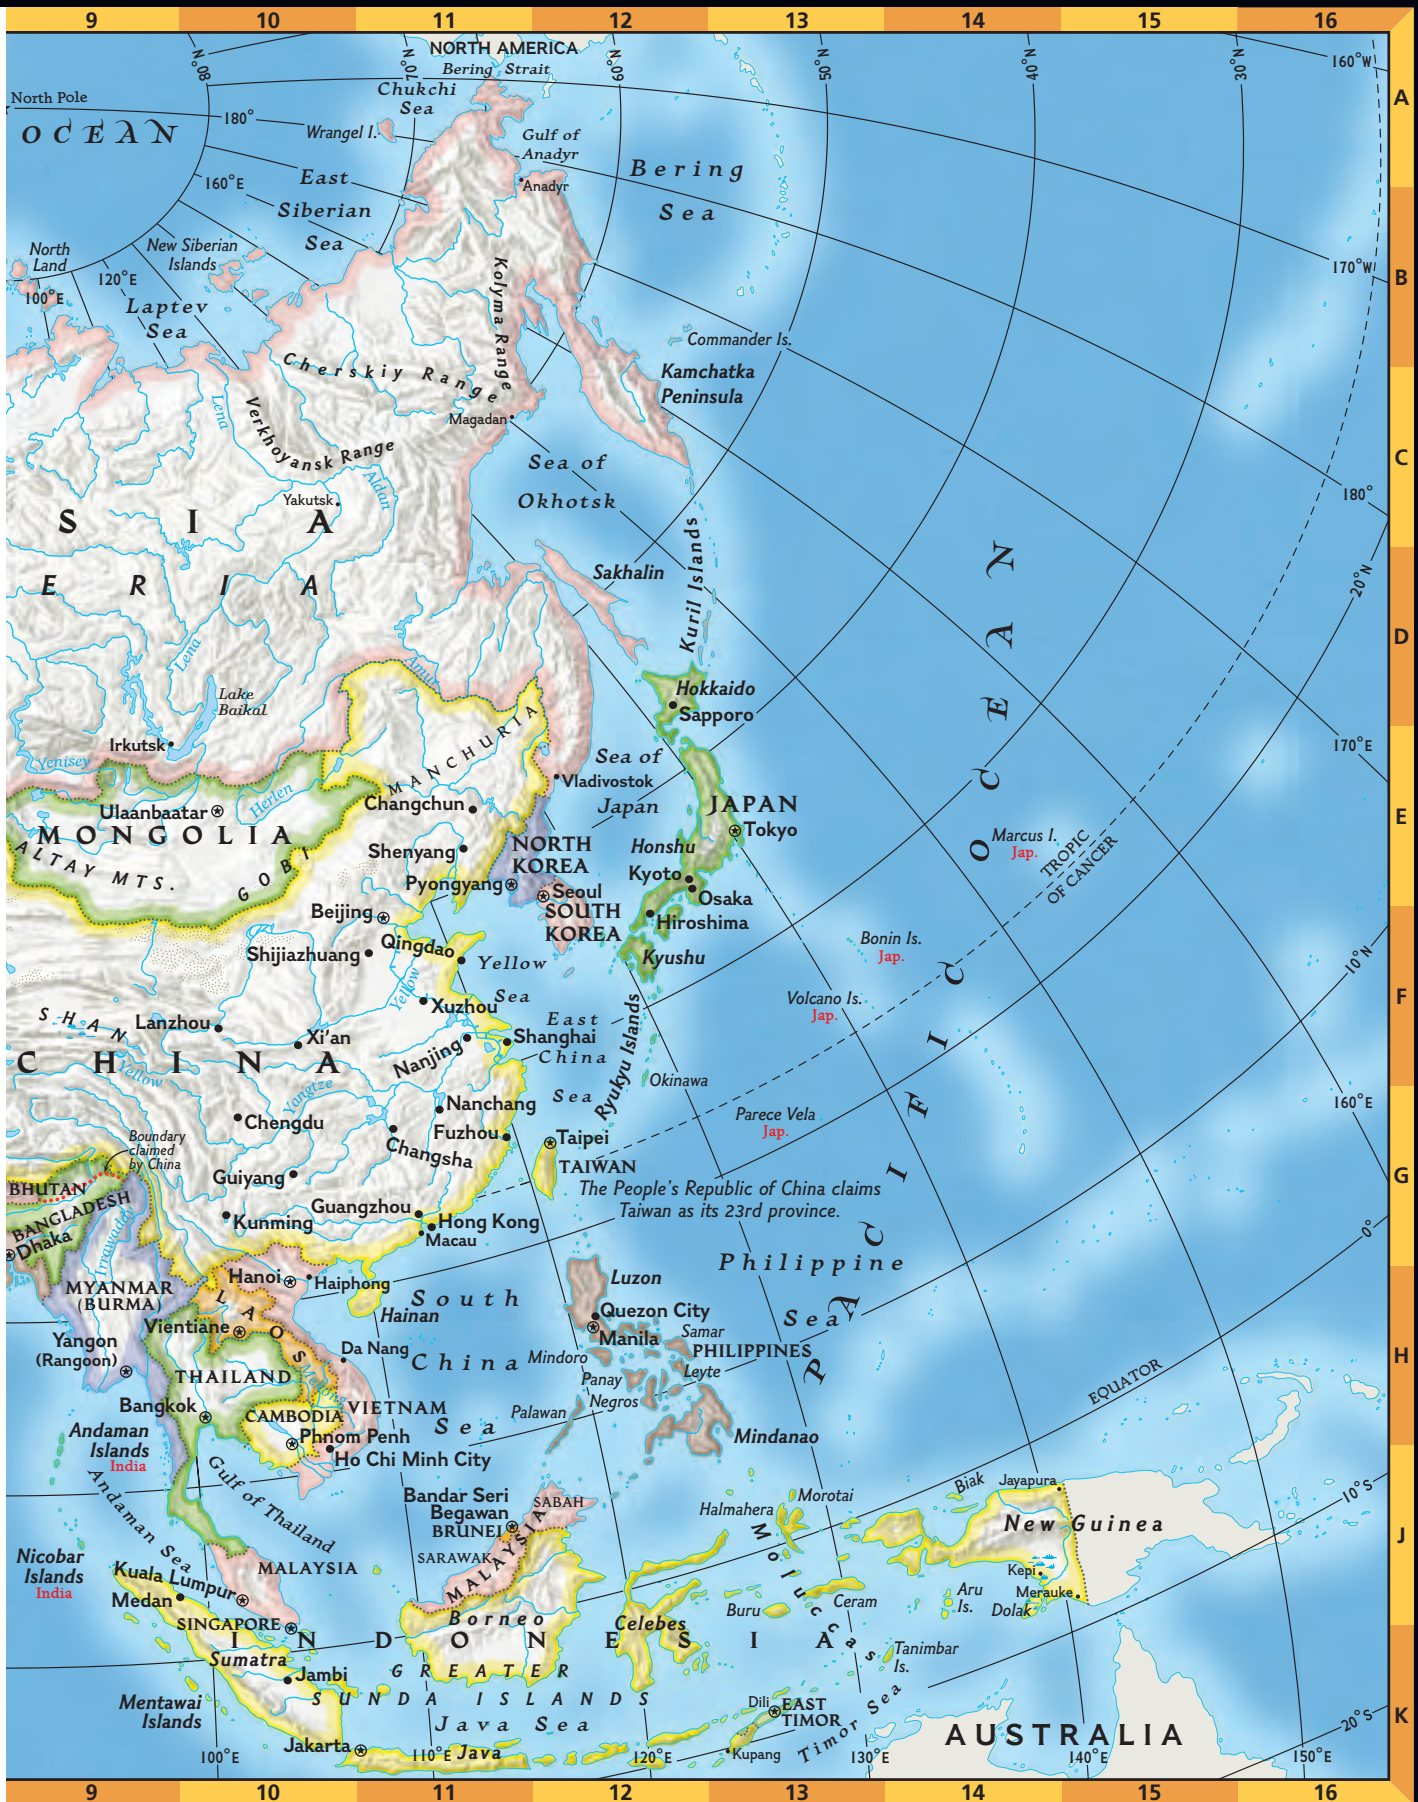 9 10 11 12 13 14 15 16
A
B
C
D
E
F
G
H
J
K
80°N
70°N
60°N
50°N
40°N
30°N
160°W
170°W
180°
20°N
170°E
10°N
160°E
0°
10°S
20°S
NORTH AMERICA
Bering Strait
Chukchi
Sea
North Pole
OCEAN
180°
Wrangel I.
Gulf of
Anadyr
Anadyr
Bering
Sea
160°E
East
Siberian
Sea
North
Land
New Siberian
Islands
120°E
100°E
Laptev
Sea
Kolyma Range
Commander Is.
Kamchatka
Peninsula
Cherskiy Range
Lena
Verkhoyansk Range
Magadan
Sea of
Okhotsk
Aldan
Yakutsk
SIA
ERIA
Kuril Islands
Sakhalin
Lena
Amur
Lake
Baikal
Irkutsk
Yenisey
Hokkaido
Sapporo
MANCHURIA
Sea of
Japan
Vladivostok
Herlen
Ulaanbaatar
Changchun
JAPAN
Tokyo
MONGOLIA
ALTAY MTS.
GOBI
Shenyang
NORTH
KOREA
Honshu
Marcus I.
Jap.
TROPIC
OF CANCER
Pyongyang
Seoul
SOUTH
KOREA
Kyoto
Osaka
Hiroshima
Beijing
Kyushu
Bonin Is.
Jap.
Shijiazhuang
Qingdao
Yellow
Sea
Yellow
Xuzhou
Volcano Is.
Jap.
SHAN
Lanzhou
Xi'an
Nanjing
Shanghai
East
China
Sea
Ryukyu Islands
Okinawa
CHINA
Yellow
Yangtze
Chengdu
Nanchang
Changsha
Fuzhou
Taipei
TAIWAN
Parece Vela
Jap.
The People's Republic of China claims
Taiwan as its 23rd province.
Boundary
claimed
by China
BHUTAN
BANGLADESH
Dhaka
Guiyang
Kunming
Guangzhou
Hong Kong
Macau
Irrawaddy
PACIFIC OCEAN
Philippine
Sea
MYANMAR
(BURMA)
Hanoi
Haiphong
Hainan
South
China
Sea
Luzon
Quezon City
Manila
LAOS
Vientiane
Yangon
(Rangoon)
Da Nang
Mindoro
Samar
PHILIPPINES
Panay
Leyte
Negros
THAILAND
Mekong
Bangkok
CAMBODIA
VIETNAM
Palawan
Mindanao
Phnom Penh
Ho Chi Minh City
Andaman
Islands
India
Andaman Sea
Gulf of Thailand
EQUATOR
Bandar Seri
Begawan
BRUNEI
SABAH
SARAWAK
MALAYSIA
Halmahera
Morotai
Moluccas
Biak
Jayapura
New Guinea
Nicobar
Islands
India
MALAYSIA
Kuala Lumpur
Medan
Kepi
Merauke
Aru
Is.
Dolak
SINGAPORE
Borneo
Celebes
Buru
Ceram
INDONESIA
Sumatra
GREATER
SUNDA ISLANDS
Jambi
Tanimbar
Is.
Mentawai
Islands
Java Sea
Dili
EAST
TIMOR
Timor Sea
AUSTRALIA
Jakarta
Java
Kupang
100°E
110°E
120°E
130°E
140°E
150°E
9 10 11 12 13 14 15 16